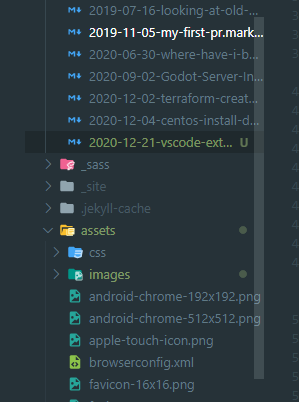 2019-07-16-looking-at-old-...
2019-11-05-my-first-pr.mark...
2020-06-30-where-have-i-b...
2020-09-02-Godot-Server-In...
2020-12-02-terraform-creat...
2020-12-04-centos-install-d...
2020-12-21-vscode-ext... U
_sass
_site
.jekyll-cache
assets
css
images
android-chrome-192x192.png
android-chrome-512x512.png
apple-touch-icon.png
browserconfig.xml
favicon-16x16.png